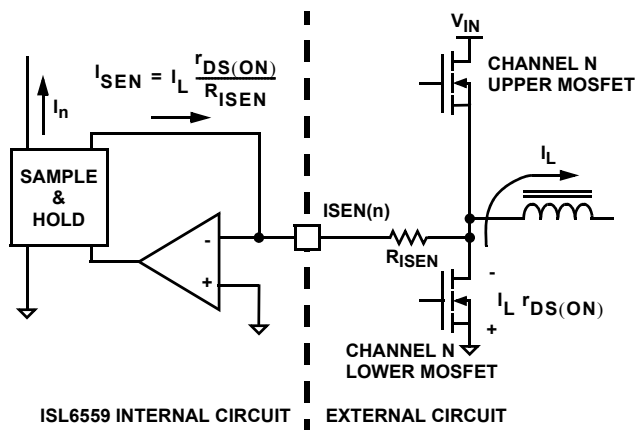 V_IN
CHANNEL N
UPPER MOSFET
I_SEN = I_L r_DS(ON) / R_ISEN
I_n
SAMPLE
&
HOLD
I_L
ISEN(n)
-
+
R_ISEN
-
I_L r_DS(ON)
+
CHANNEL N
LOWER MOSFET
ISL6559 INTERNAL CIRCUIT
EXTERNAL CIRCUIT